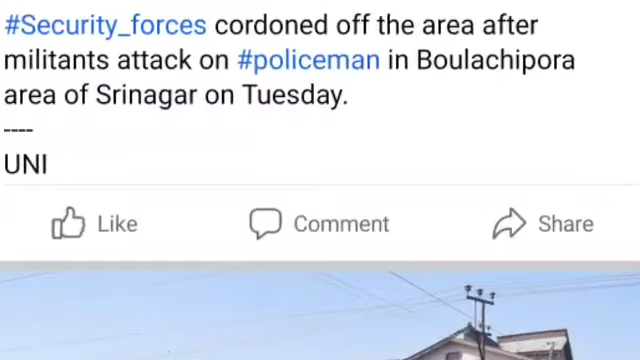 #Security_forces cordoned off the area after
militants attack on #policeman in Boulachipora
area of Srinagar on Tuesday.
----
UNI
Like Comment Share